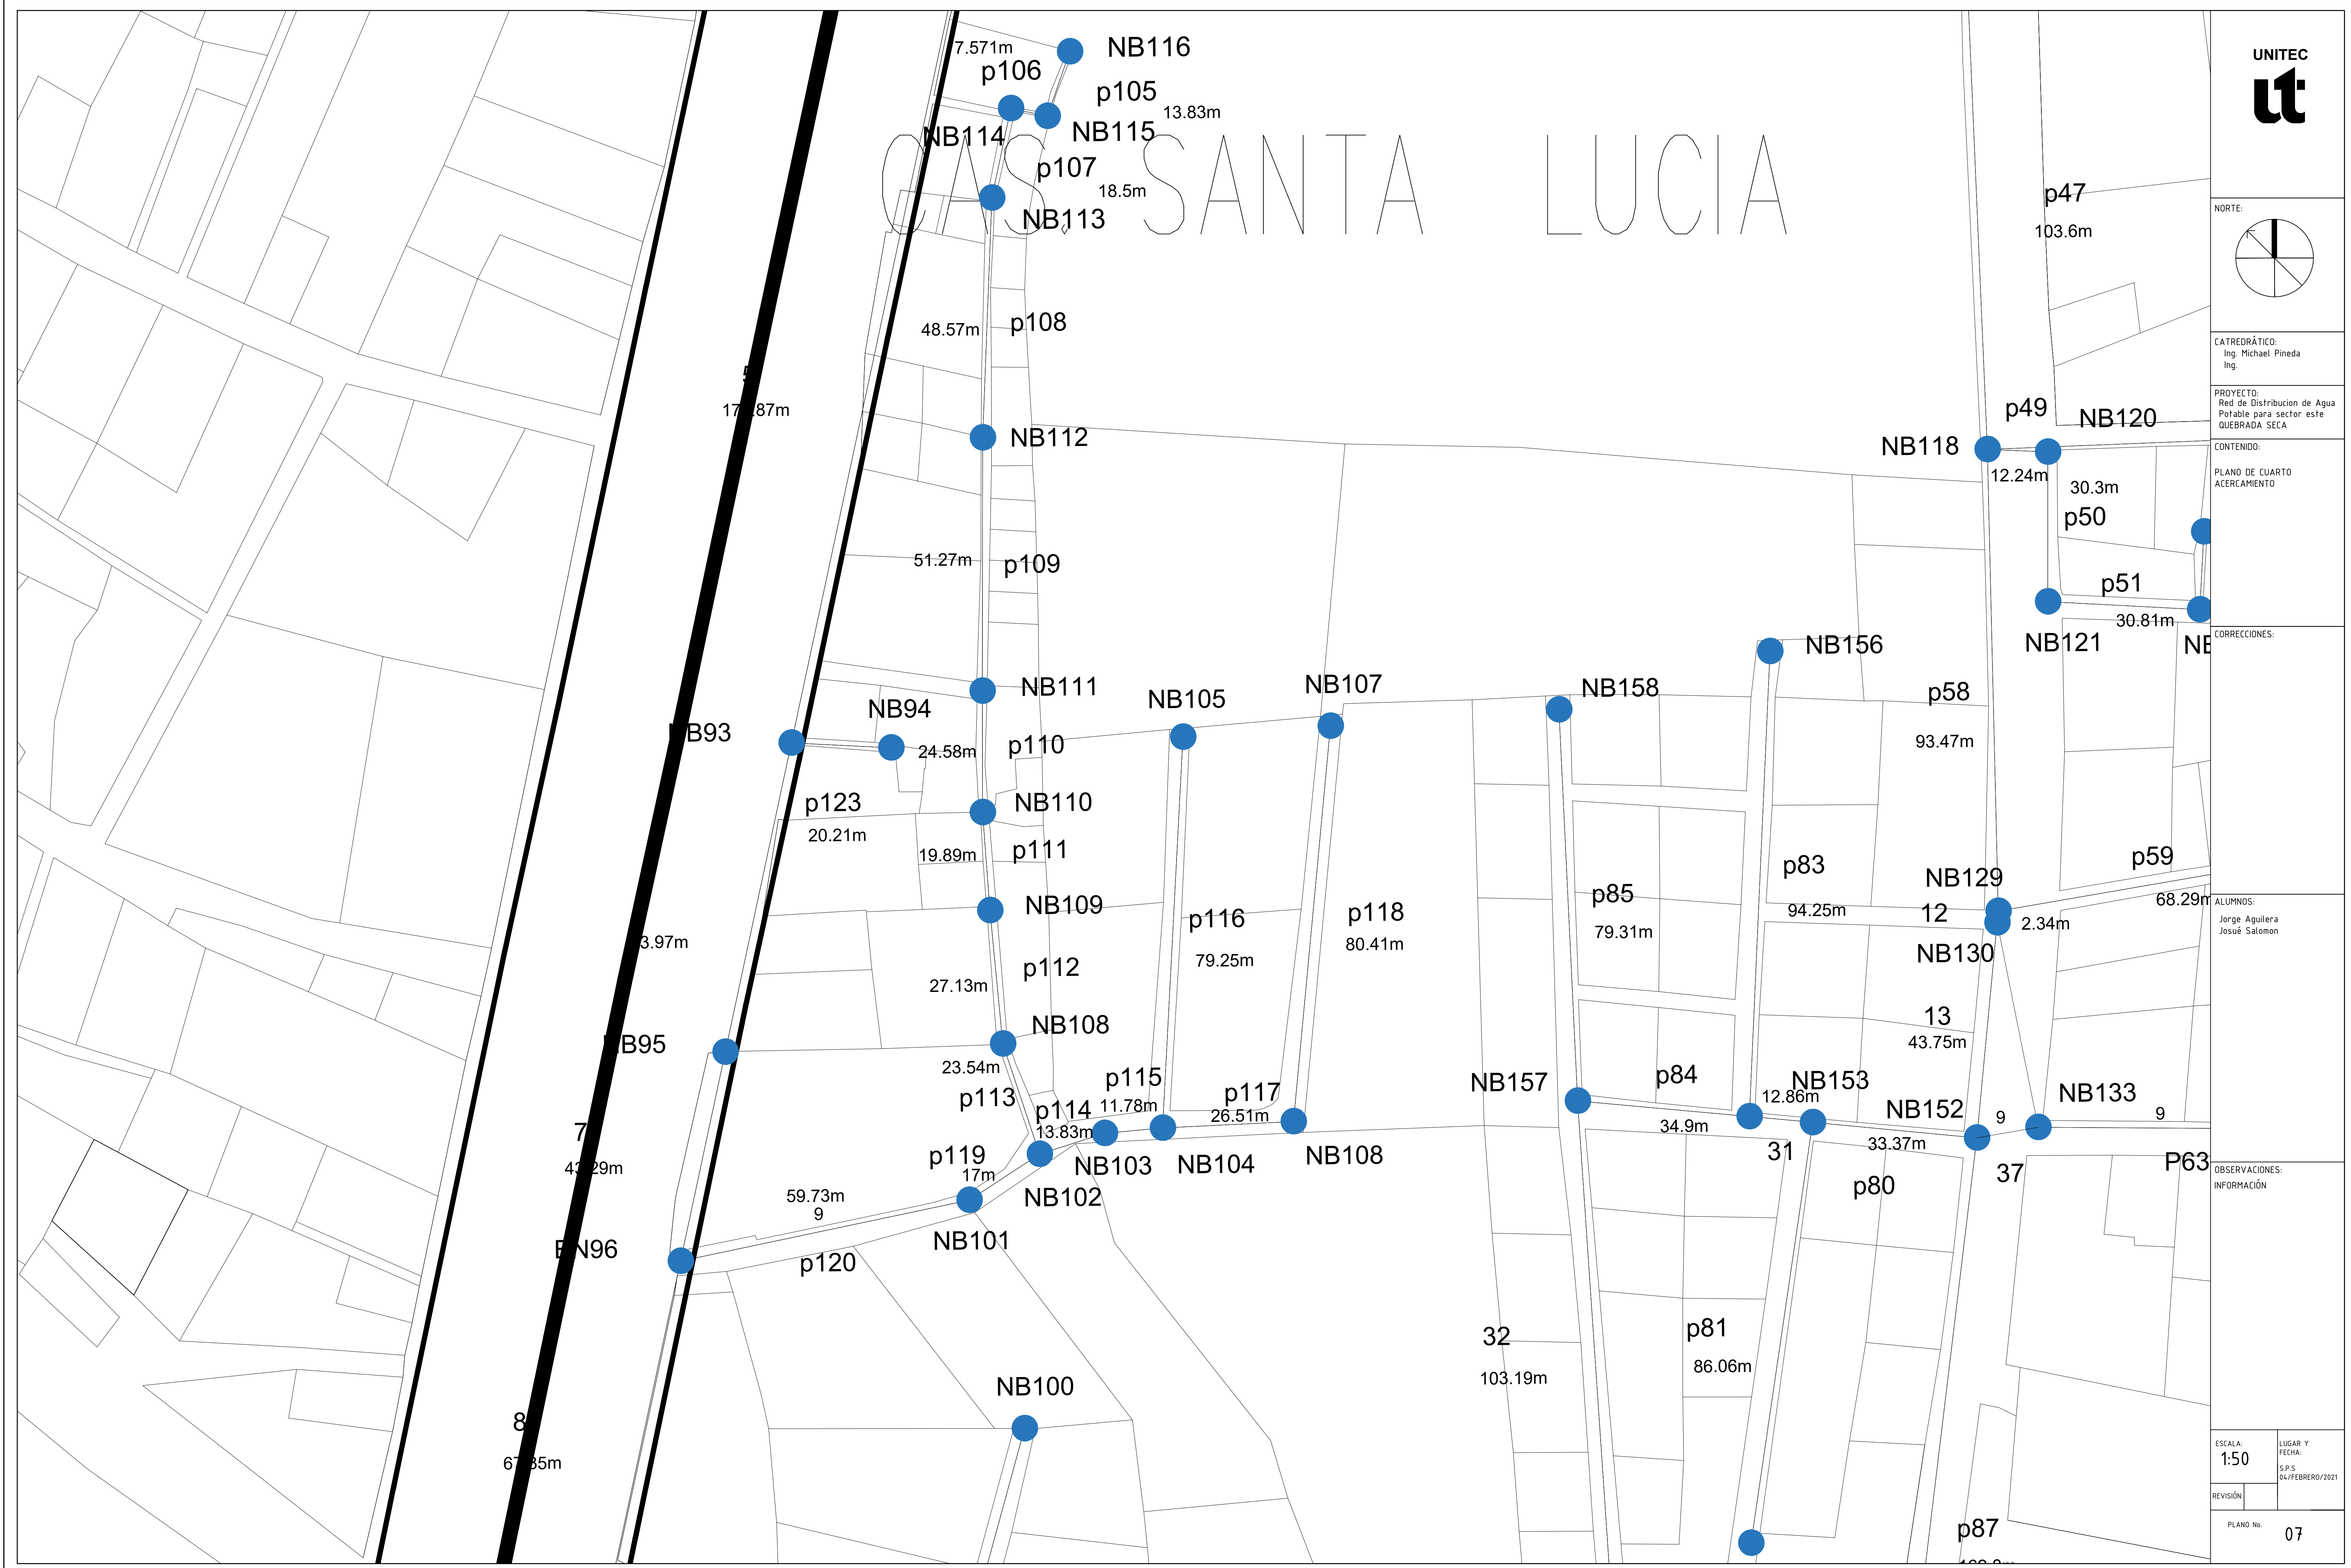 7.571m
NB116
p106
p105
13.83m
NB114
NB115
p107
18.5m
NB113
CAS. SANTA LUCIA
p47
103.6m
48.57m
p108
NB112
p49
NB120
NB118
12.24m
30.3m
p50
51.27m
p109
p51
30.81m
NB121
NB156
NB111
NB105
NB107
NB158
p58
93.47m
NB94
24.58m
p110
p123
20.21m
NB110
19.89m
p111
NB109
p116
79.25m
p118
80.41m
p85
79.31m
p83
94.25m
NB129
12
2.34m
NB130
p59
68.29m
p112
27.13m
13
43.75m
NB108
23.54m
p113
p114
13.83m
p115
11.78m
p117
26.51m
NB157
p84
34.9m
12.86m
NB153
31
NB152
33.37m
9
NB133
9
37
P63
p80
7
p119
17m
NB103
NB104
NB108
NB102
59.73m
9
NB101
p120
32
103.19m
p81
86.06m
NB100
8
p87
UNITEC
ut
NORTE:
CATREDRÁTICO:
Ing. Michael Pineda
Ing.
PROYECTO:
Red de Distribucion de Agua
Potable para sector este
QUEBRADA SECA
CONTENIDO:
PLANO DE CUARTO
ACERCAMIENTO
CORRECCIONES:
ALUMNOS:
Jorge Aguilera
Josué Salomon
OBSERVACIONES:
INFORMACIÓN
ESCALA:
1:50
LUGAR Y
FECHA:
S.P.S
04/FEBRERO/2021
REVISIÓN:
PLANO No.
07